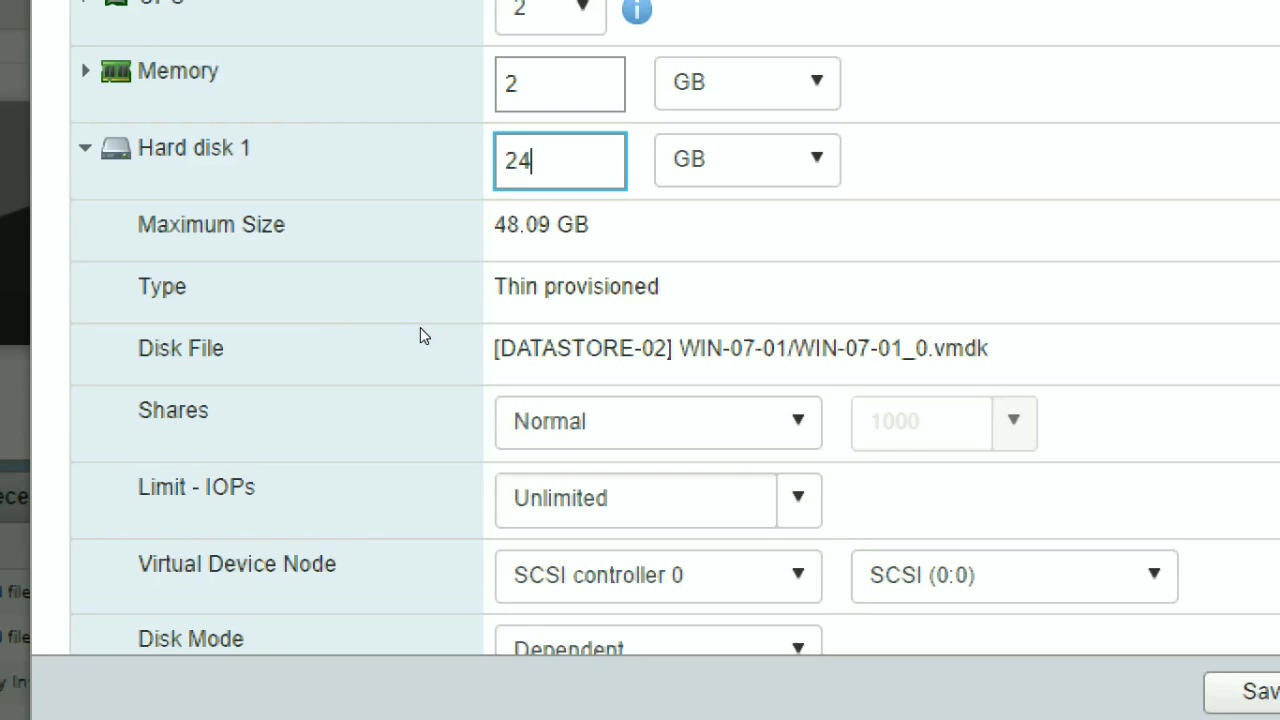 2
Memory 2 GB
Hard disk 1 24 GB
Maximum Size 48.09 GB
Type Thin provisioned
Disk File [DATASTORE-02] WIN-07-01/WIN-07-01_0.vmdk
Shares Normal 1000
Limit - IOPs Unlimited
Virtual Device Node SCSI controller 0 SCSI (0:0)
Disk Mode Dependent